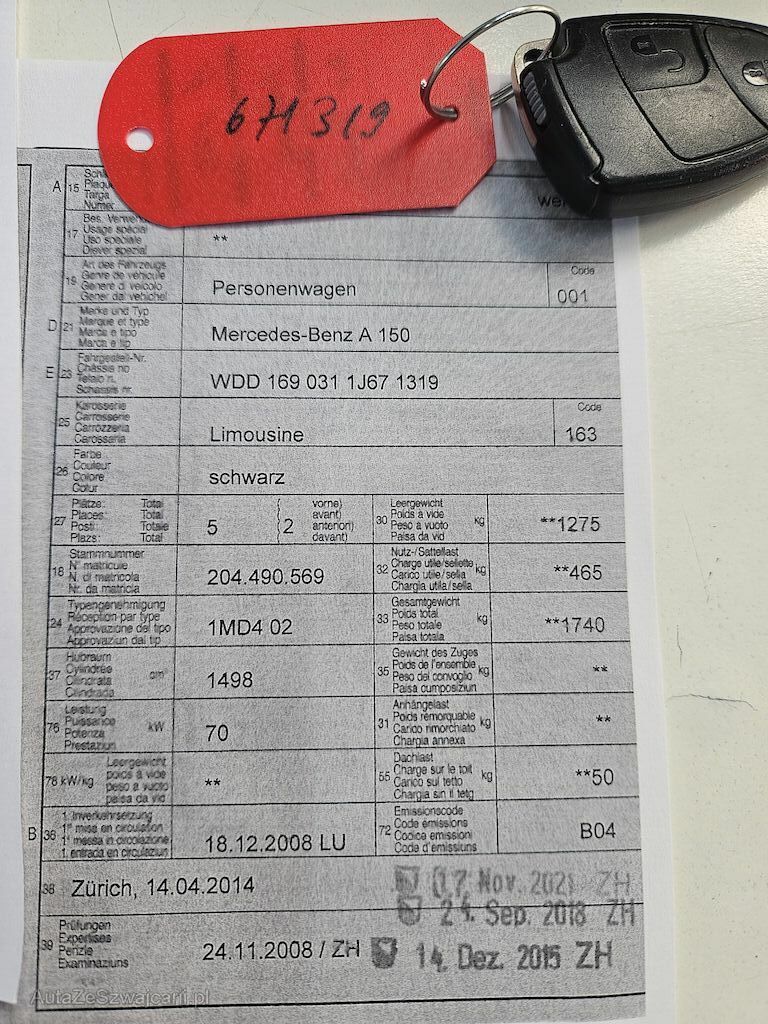 671319
A 15 Plaque
Targa
Numer
17 Bes. Verwen
Usage spécial
Uso speciale
Diever spezial
**
19 Art des Fahrzeugs
Genre de véhicule
Genere di veicolo
Gener da vehichel
Personenwagen
Code
001
D 21 Marke und Typ
Marque et type
Marca e tipo
Marca e tip
Mercedes-Benz A 150
E 23 Fahrgestell-Nr.
Châssis no
Telaio n.
Schassis nr.
WDD 169 031 1J67 1319
25 Karosserie
Carrosserie
Carrozzeria
Carossaria
Limousine
Code
163
26 Farbe
Couleur
Colore
Colur
schwarz
27 Plätze: Total
Places: Total
Posti: Totale
Plazs: Total
5
(2 vorne)
avant)
anteriori)
davant)
30 Leergewicht
Poids à vide
Peso a vuoto
Paisa da vid
kg
**1275
18 Stammnummer
N° matricule
N. di matricola
Nr. da matricla
204.490.569
32 Nutz-/Sattellast
Charge utile/sellette
Carico utile/sella
Chargia utila/sella
kg
**465
24 Typengenehmigung
Réception par type
Approvazione del tipo
Approvaziun dal tip
1MD4 02
33 Gesamtgewicht
Poids total
Peso totale
Paisa totala
kg
**1740
37 Hubraum
Cylindrée
Cilindrata
Cilindrada
cm³
1498
35 Gewicht des Zuges
Poids de l'ensemble
Peso del convoglio
Paisa cumposiziun
kg
**
76 Leistung
Puissance
Potenza
Prestaziun
kW
70
31 Anhängelast
Poids remorquable
Carico rimorchiato
Chargia annexa
kg
**
78 kW/kg
Leergewicht
poids à vide
peso a vuoto
paisa da vid
**
55 Dachlast
Charge sur le toit
Carico sul tetto
Chargia sin il tetg
kg
**50
B 36 1. Inverkehrsetzung
1re mise en circulation
1a messa in circolazione
1. entrada en circulaziun
18.12.2008 LU
72 Emissionscode
Code émissions
Codice emissioni
Code d'emissiuns
B04
38 Zürich, 14.04.2014
17. Nov. 2021 ZH
24. Sep. 2018 ZH
39 Prüfungen
Expertises
Perizie
Examinaziuns
24.11.2008 / ZH
14. Dez. 2015 ZH
AutaZeSzwajcarii.pl